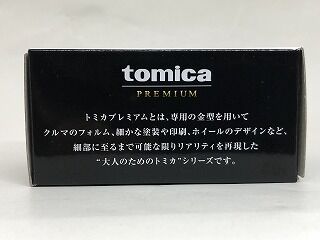 tomica
PREMIUM
トミカプレミアムとは、専用の金型を用いて
クルマのフォルム、細かな塗装や印刷、ホイールのデザインなど、
細部に至るまで可能な限りリアリティを再現した
“大人のためのトミカ”シリーズです。